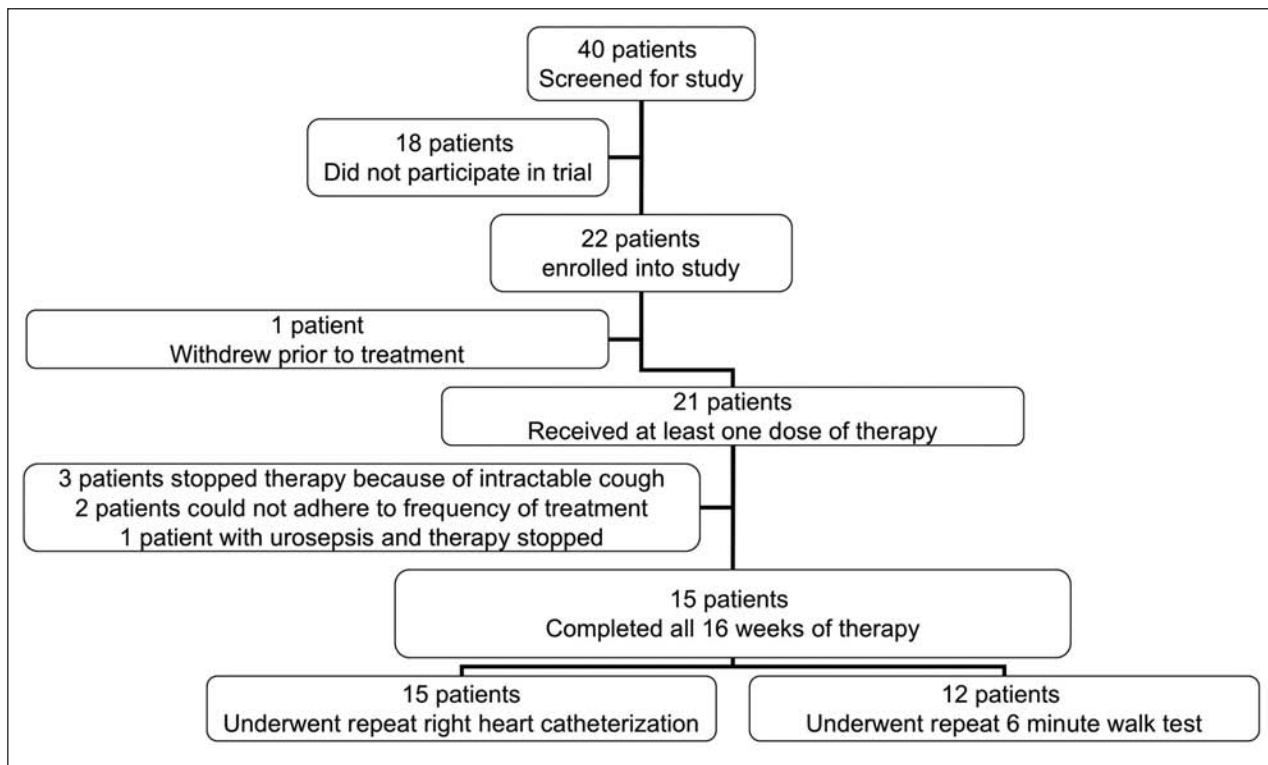 40 patients
Screened for study
18 patients
Did not participate in trial
22 patients
enrolled into study
1 patient
Withdrew prior to treatment
21 patients
Received at least one dose of therapy
3 patients stopped therapy because of intractable cough
2 patients could not adhere to frequency of treatment
1 patient with urosepsis and therapy stopped
15 patients
Completed all 16 weeks of therapy
15 patients
Underwent repeat right heart catheterization
12 patients
Underwent repeat 6 minute walk test